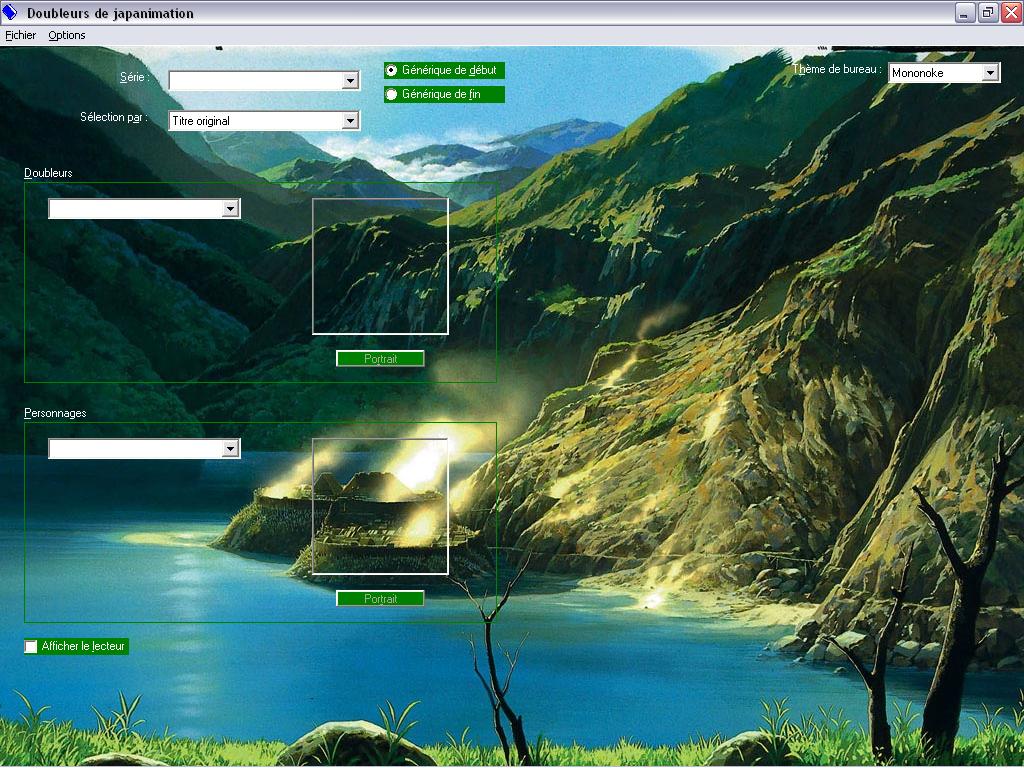 Doubleurs de japanimation
Fichier Options
Série :
Générique de début
Thème de bureau : Mononoke
Générique de fin
Sélection par : Titre original
Doubleurs
Portrait
Personnages
Portrait
Afficher le lecteur